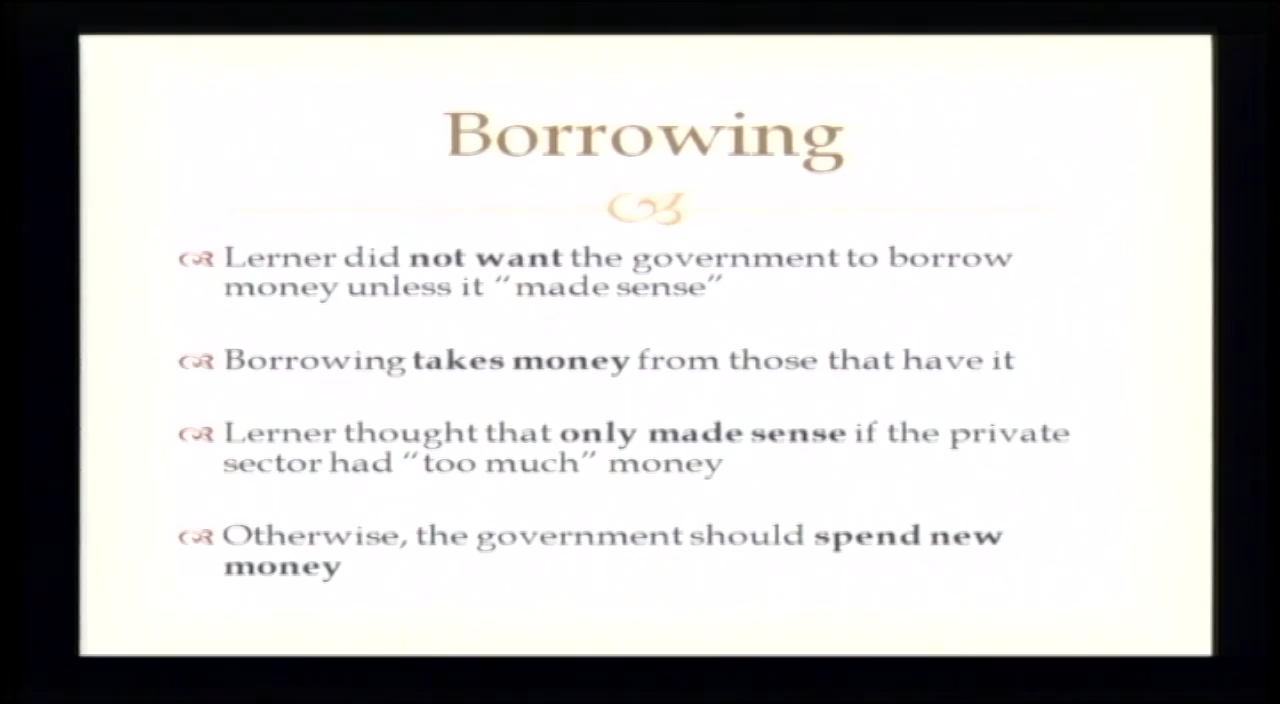 Borrowing
Lerner did not want the government to borrow
money unless it “made sense”
Borrowing takes money from those that have it
Lerner thought that only made sense if the private
sector had “too much” money
Otherwise, the government should spend new
money